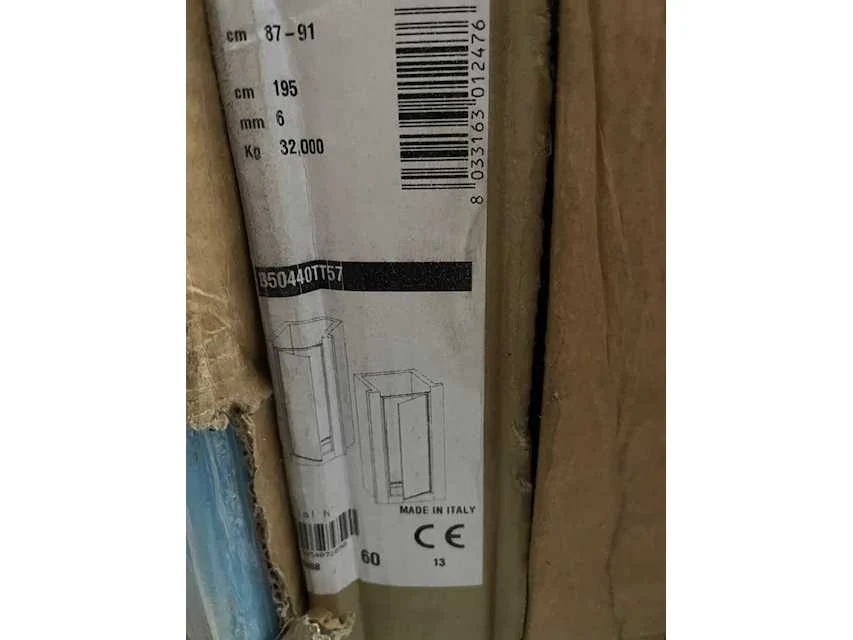 cm 87-91
cm 195
mm 6
Kg 32,000
8 033163 012476
B50440TT57
MADE IN ITALY
CE
60
13